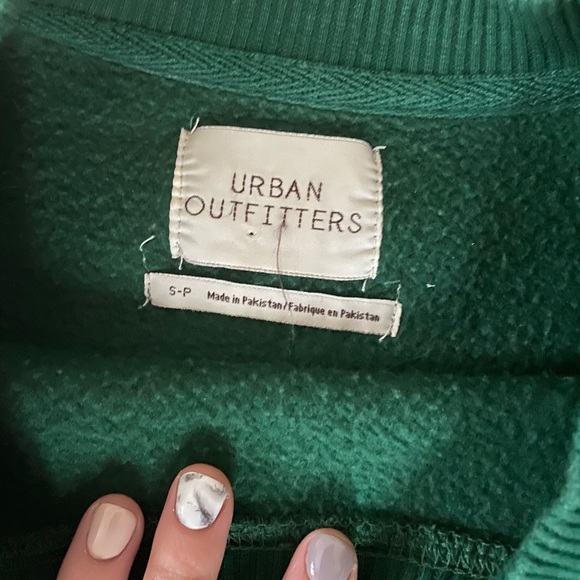 URBAN
OUTFITTERS
S-P Made in Pakistan/Fabrique en Pakistan